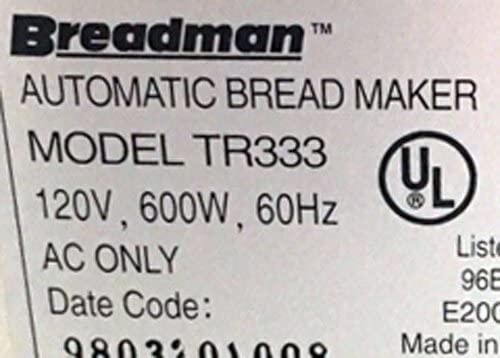 Breadman™
AUTOMATIC BREAD MAKER
MODEL TR333
UL
®
120V, 600W, 60Hz
AC ONLY
Date Code:
Liste
96E
E200
Made in